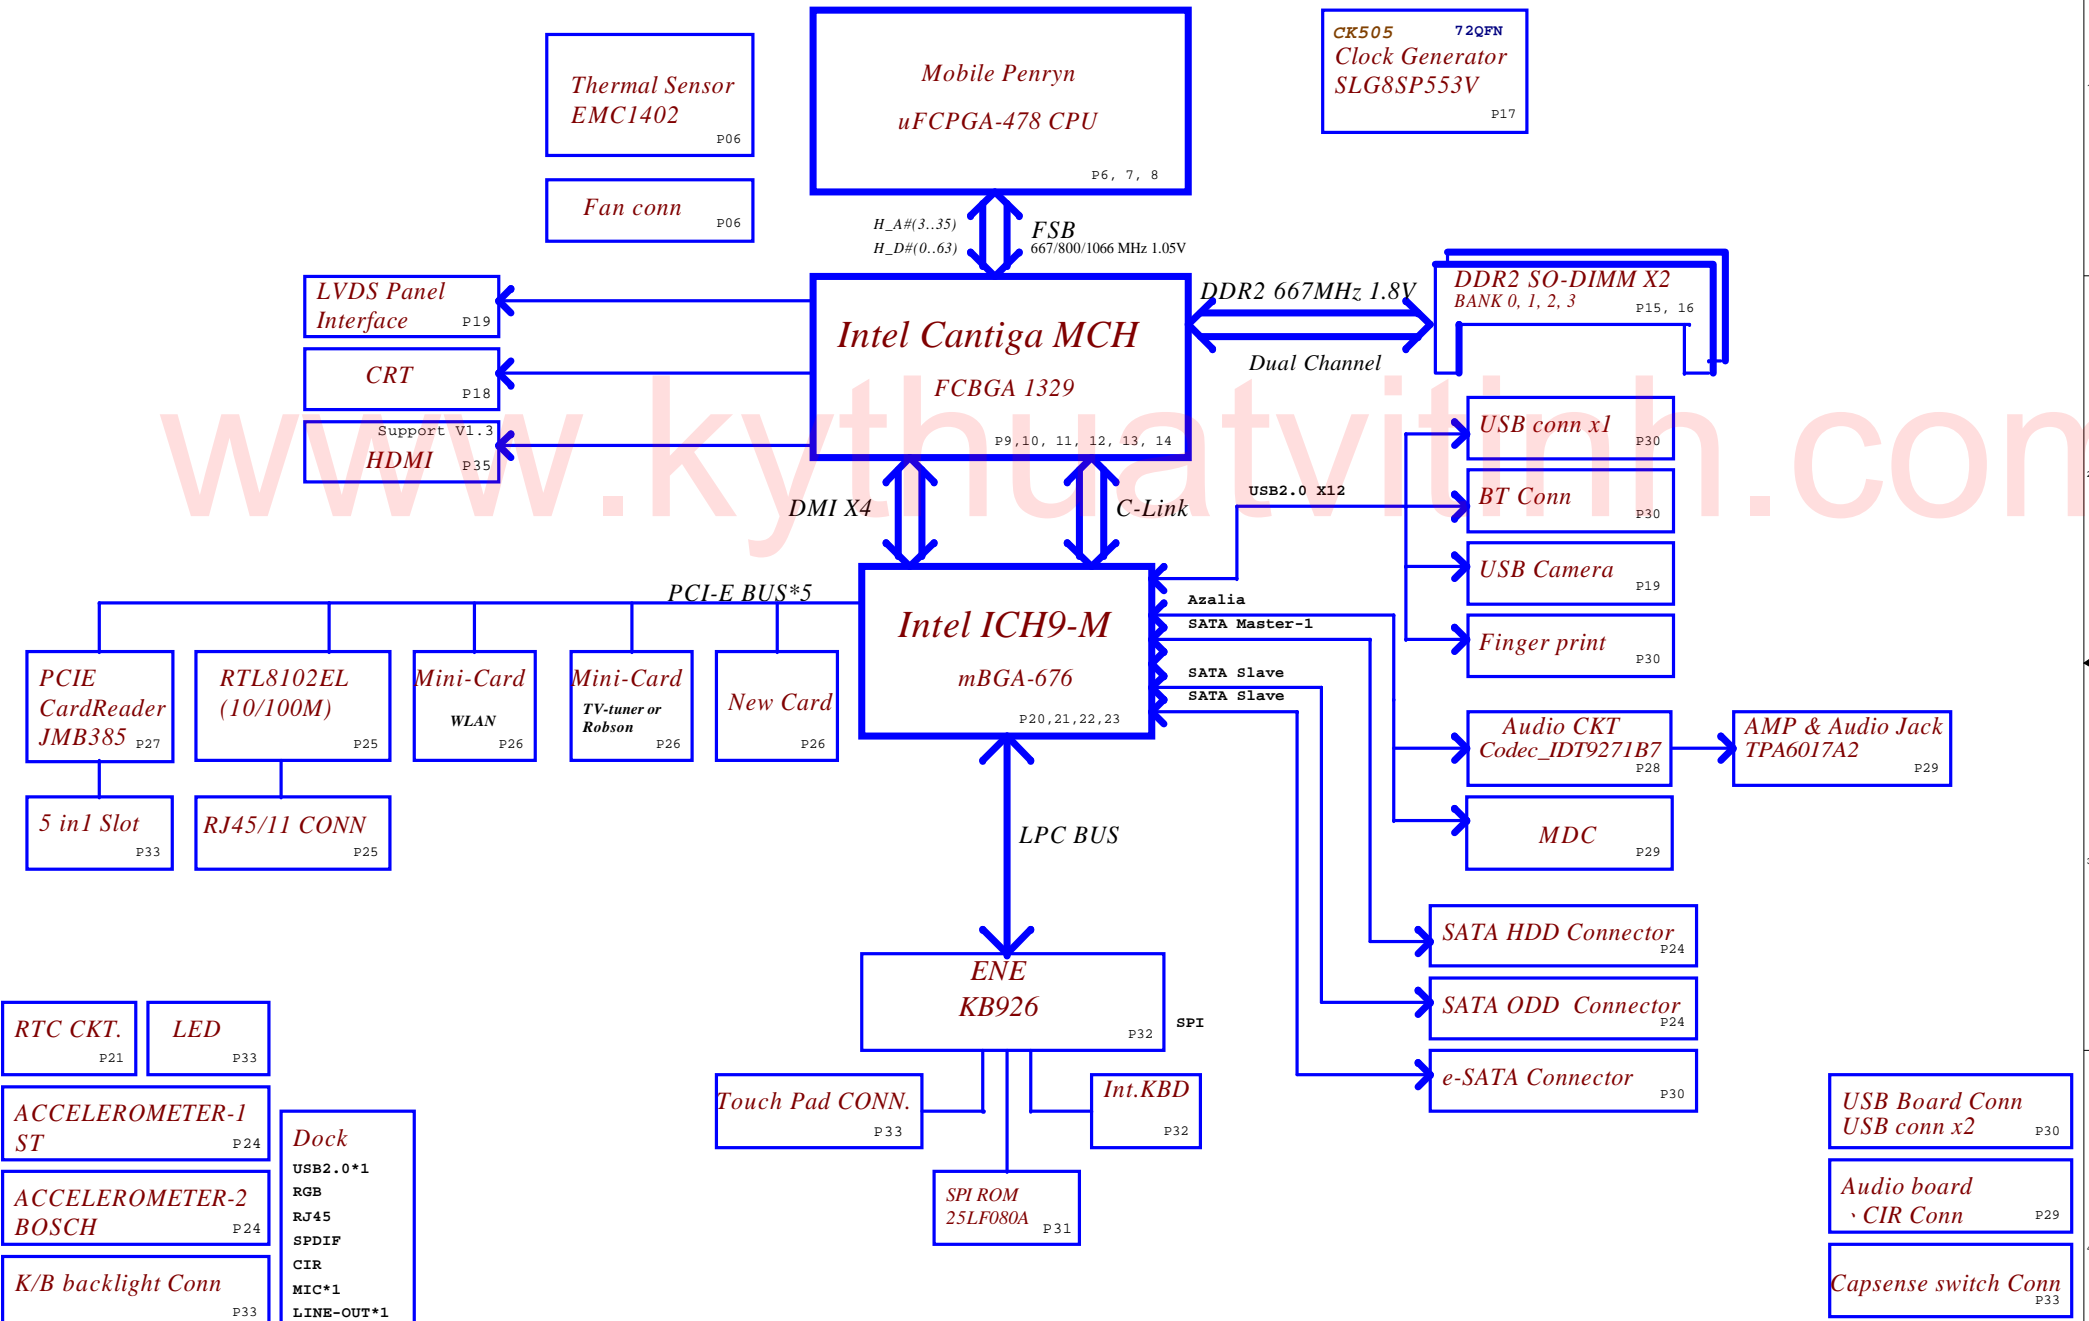 Thermal Sensor
EMC1402
P06
Fan conn
P06
Mobile Penryn
uFCPGA-478 CPU
P6, 7, 8
CK505 72QFN
Clock Generator
SLG8SP553V
P17
H_A#(3..35)
H_D#(0..63)
FSB
667/800/1066 MHz 1.05V
LVDS Panel
Interface P19
CRT
P18
Support V1.3
HDMI P35
Intel Cantiga MCH
FCBGA 1329
P9,10, 11, 12, 13, 14
DDR2 667MHz 1.8V
Dual Channel
DDR2 SO-DIMM X2
BANK 0, 1, 2, 3
P15, 16
www.kythuatvitinh.com
DMI X4
C-Link
USB2.0 X12
USB conn x1
P30
BT Conn
P30
USB Camera
P19
Finger print
P30
PCI-E BUS*5
Intel ICH9-M
mBGA-676
P20,21,22,23
Azalia
SATA Master-1
SATA Slave
SATA Slave
PCIE
CardReader
JMB385 P27
RTL8102EL
(10/100M)
P25
Mini-Card
WLAN
P26
Mini-Card
TV-tuner or
Robson
P26
New Card
P26
5 in1 Slot
P33
RJ45/11 CONN
P25
Audio CKT
Codec_IDT9271B7
P28
AMP & Audio Jack
TPA6017A2
P29
MDC
P29
LPC BUS
SATA HDD Connector
P24
SATA ODD Connector
P24
e-SATA Connector
P30
ENE
KB926
P32
SPI
Touch Pad CONN.
P33
Int.KBD
P32
SPI ROM
25LF080A P31
RTC CKT.
P21
LED
P33
ACCELEROMETER-1
ST P24
ACCELEROMETER-2
BOSCH P24
K/B backlight Conn
P33
Dock
USB2.0*1
RGB
RJ45
SPDIF
CIR
MIC*1
LINE-OUT*1
USB Board Conn
USB conn x2 P30
Audio board
、CIR Conn P29
Capsense switch Conn
P33